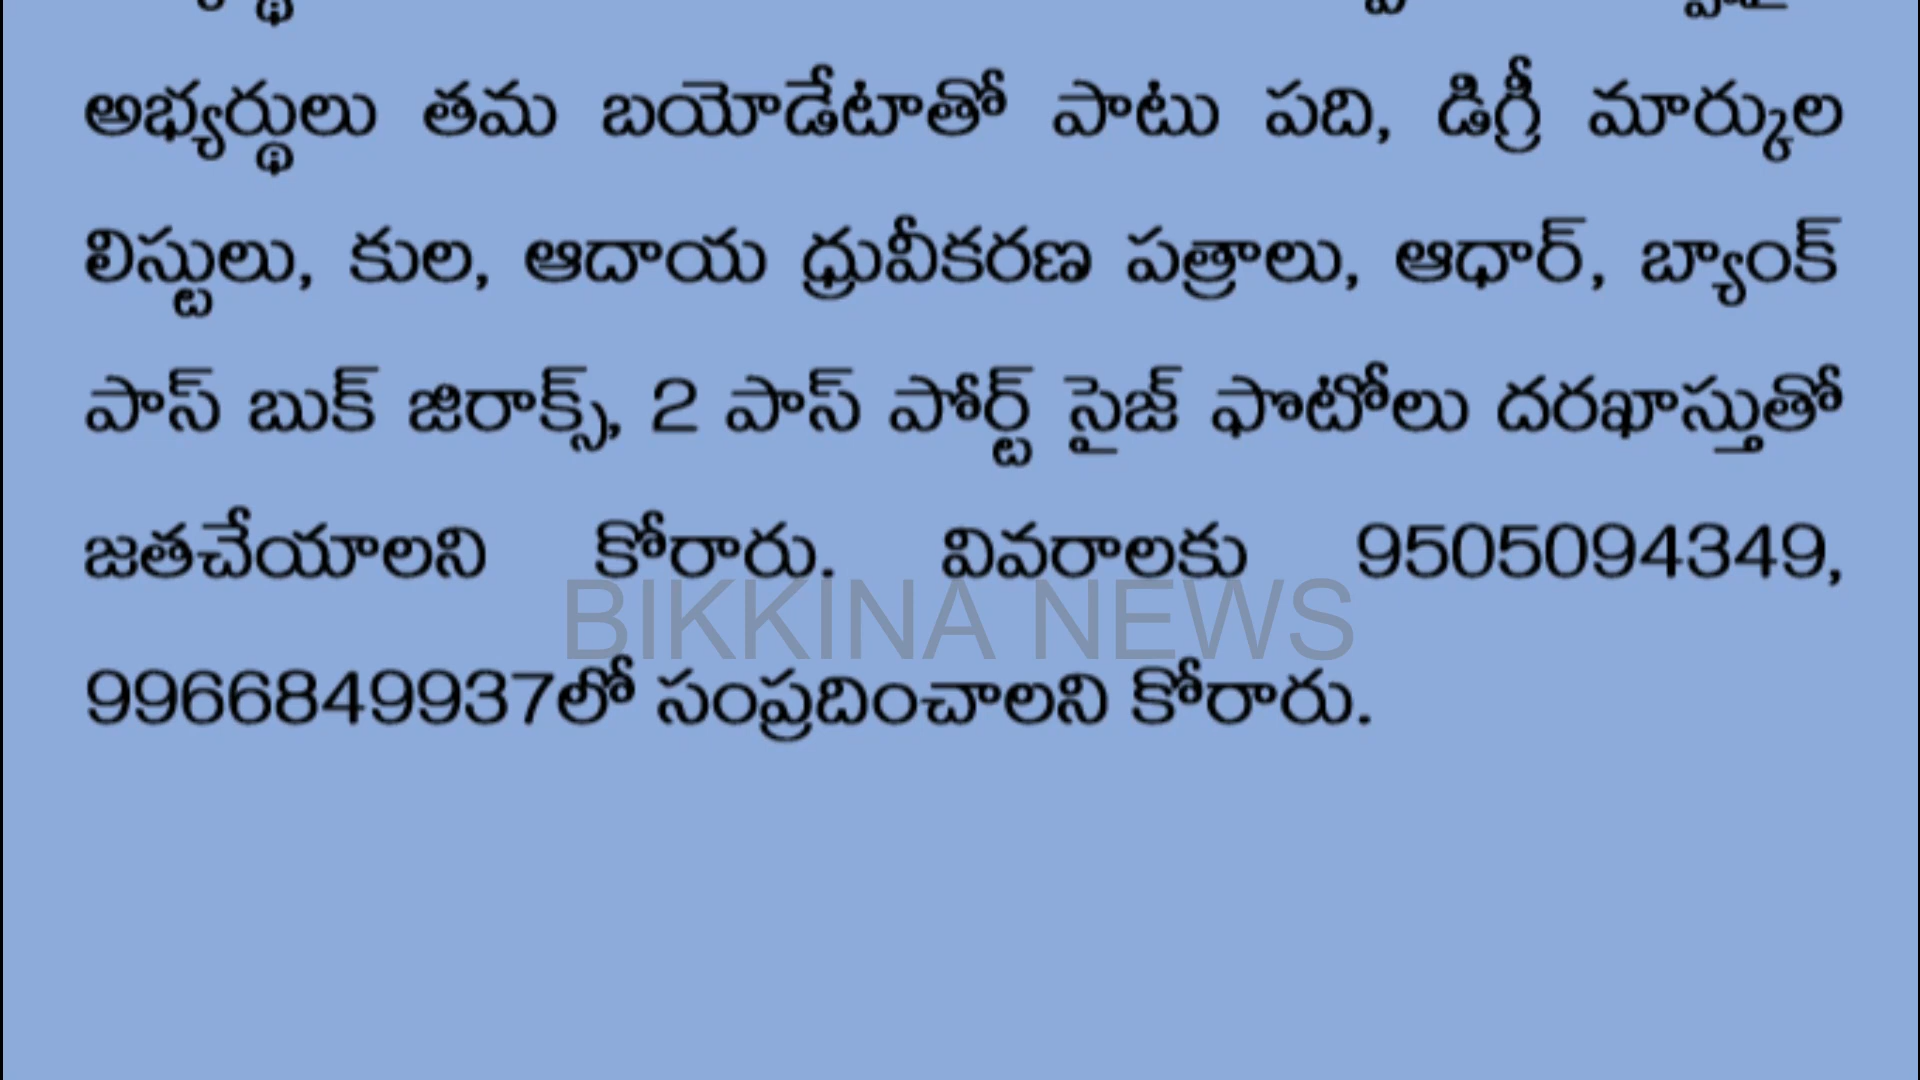 అభ్యర్థులు తమ బయోడేటాతో పాటు పది, డిగ్రీ మార్కుల
లిస్టులు, కుల, ఆదాయ ధ్రువీకరణ పత్రాలు, ఆధార్, బ్యాంక్
పాస్ బుక్ జిరాక్స్, 2 పాస్ పోర్ట్ సైజ్ ఫొటోలు దరఖాస్తుతో
జతచేయాలని కోరారు. వివరాలకు 9505094349,
BIKKINA NEWS
9966849937లో సంప్రదించాలని కోరారు.